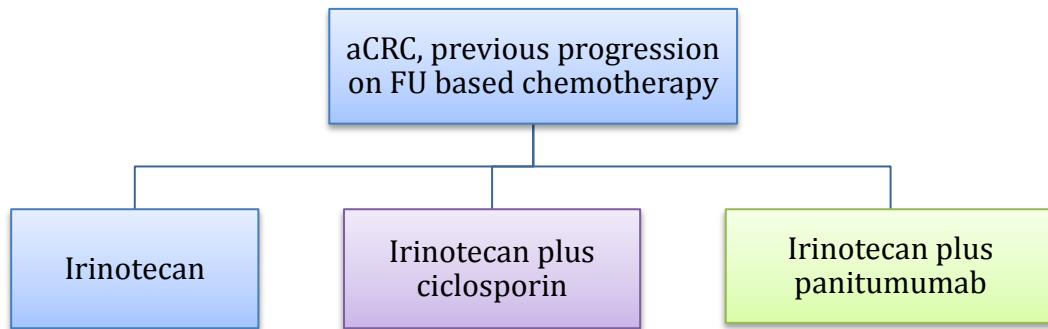 aCRC, previous progression
on FU based chemotherapy
Irinotecan
Irinotecan plus
ciclosporin
Irinotecan plus
panitumumab